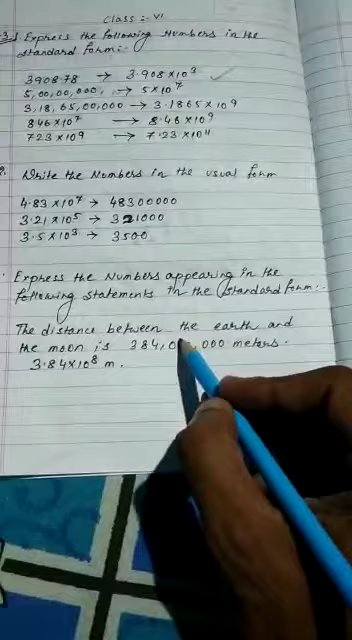 Class :- VI
Express the following Numbers in the
standard form:-
3908.78 → 3.908×10³
5,00,00,000, → 5×10⁷
3,18,65,00,000 → 3.1865×10⁹
846×10⁷ → 8.46×10⁹
723×10⁹ → 7.23×10¹¹
Write the Numbers in the usual form
4.83×10⁷ → 48300000
3.21×10⁵ → 321000
3.5×10³ → 3500
Express the Numbers appearing in the
following statements in the standard form:.
The distance between the earth and
the moon is 384,0 ,000 meters.
3.84×10⁸ m.